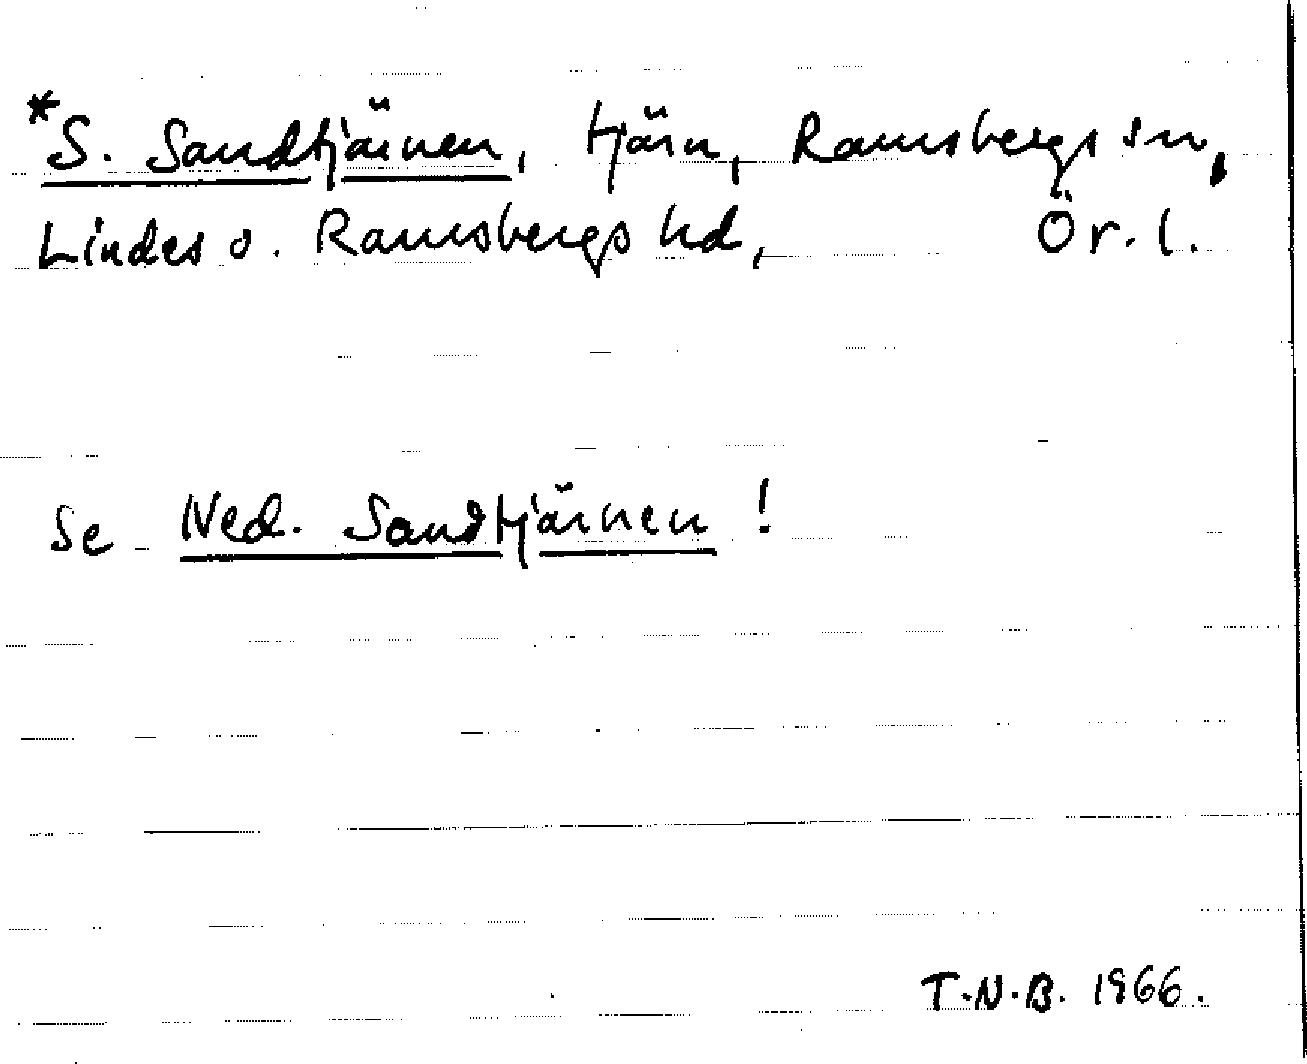 *S. Sandtjärnen, tjärn, Ramsbergs sn,
Lindes o. Ramsbergs hd, Ör. l.
Se Ned. Sandtjärnen !
T.N.B. 1966.